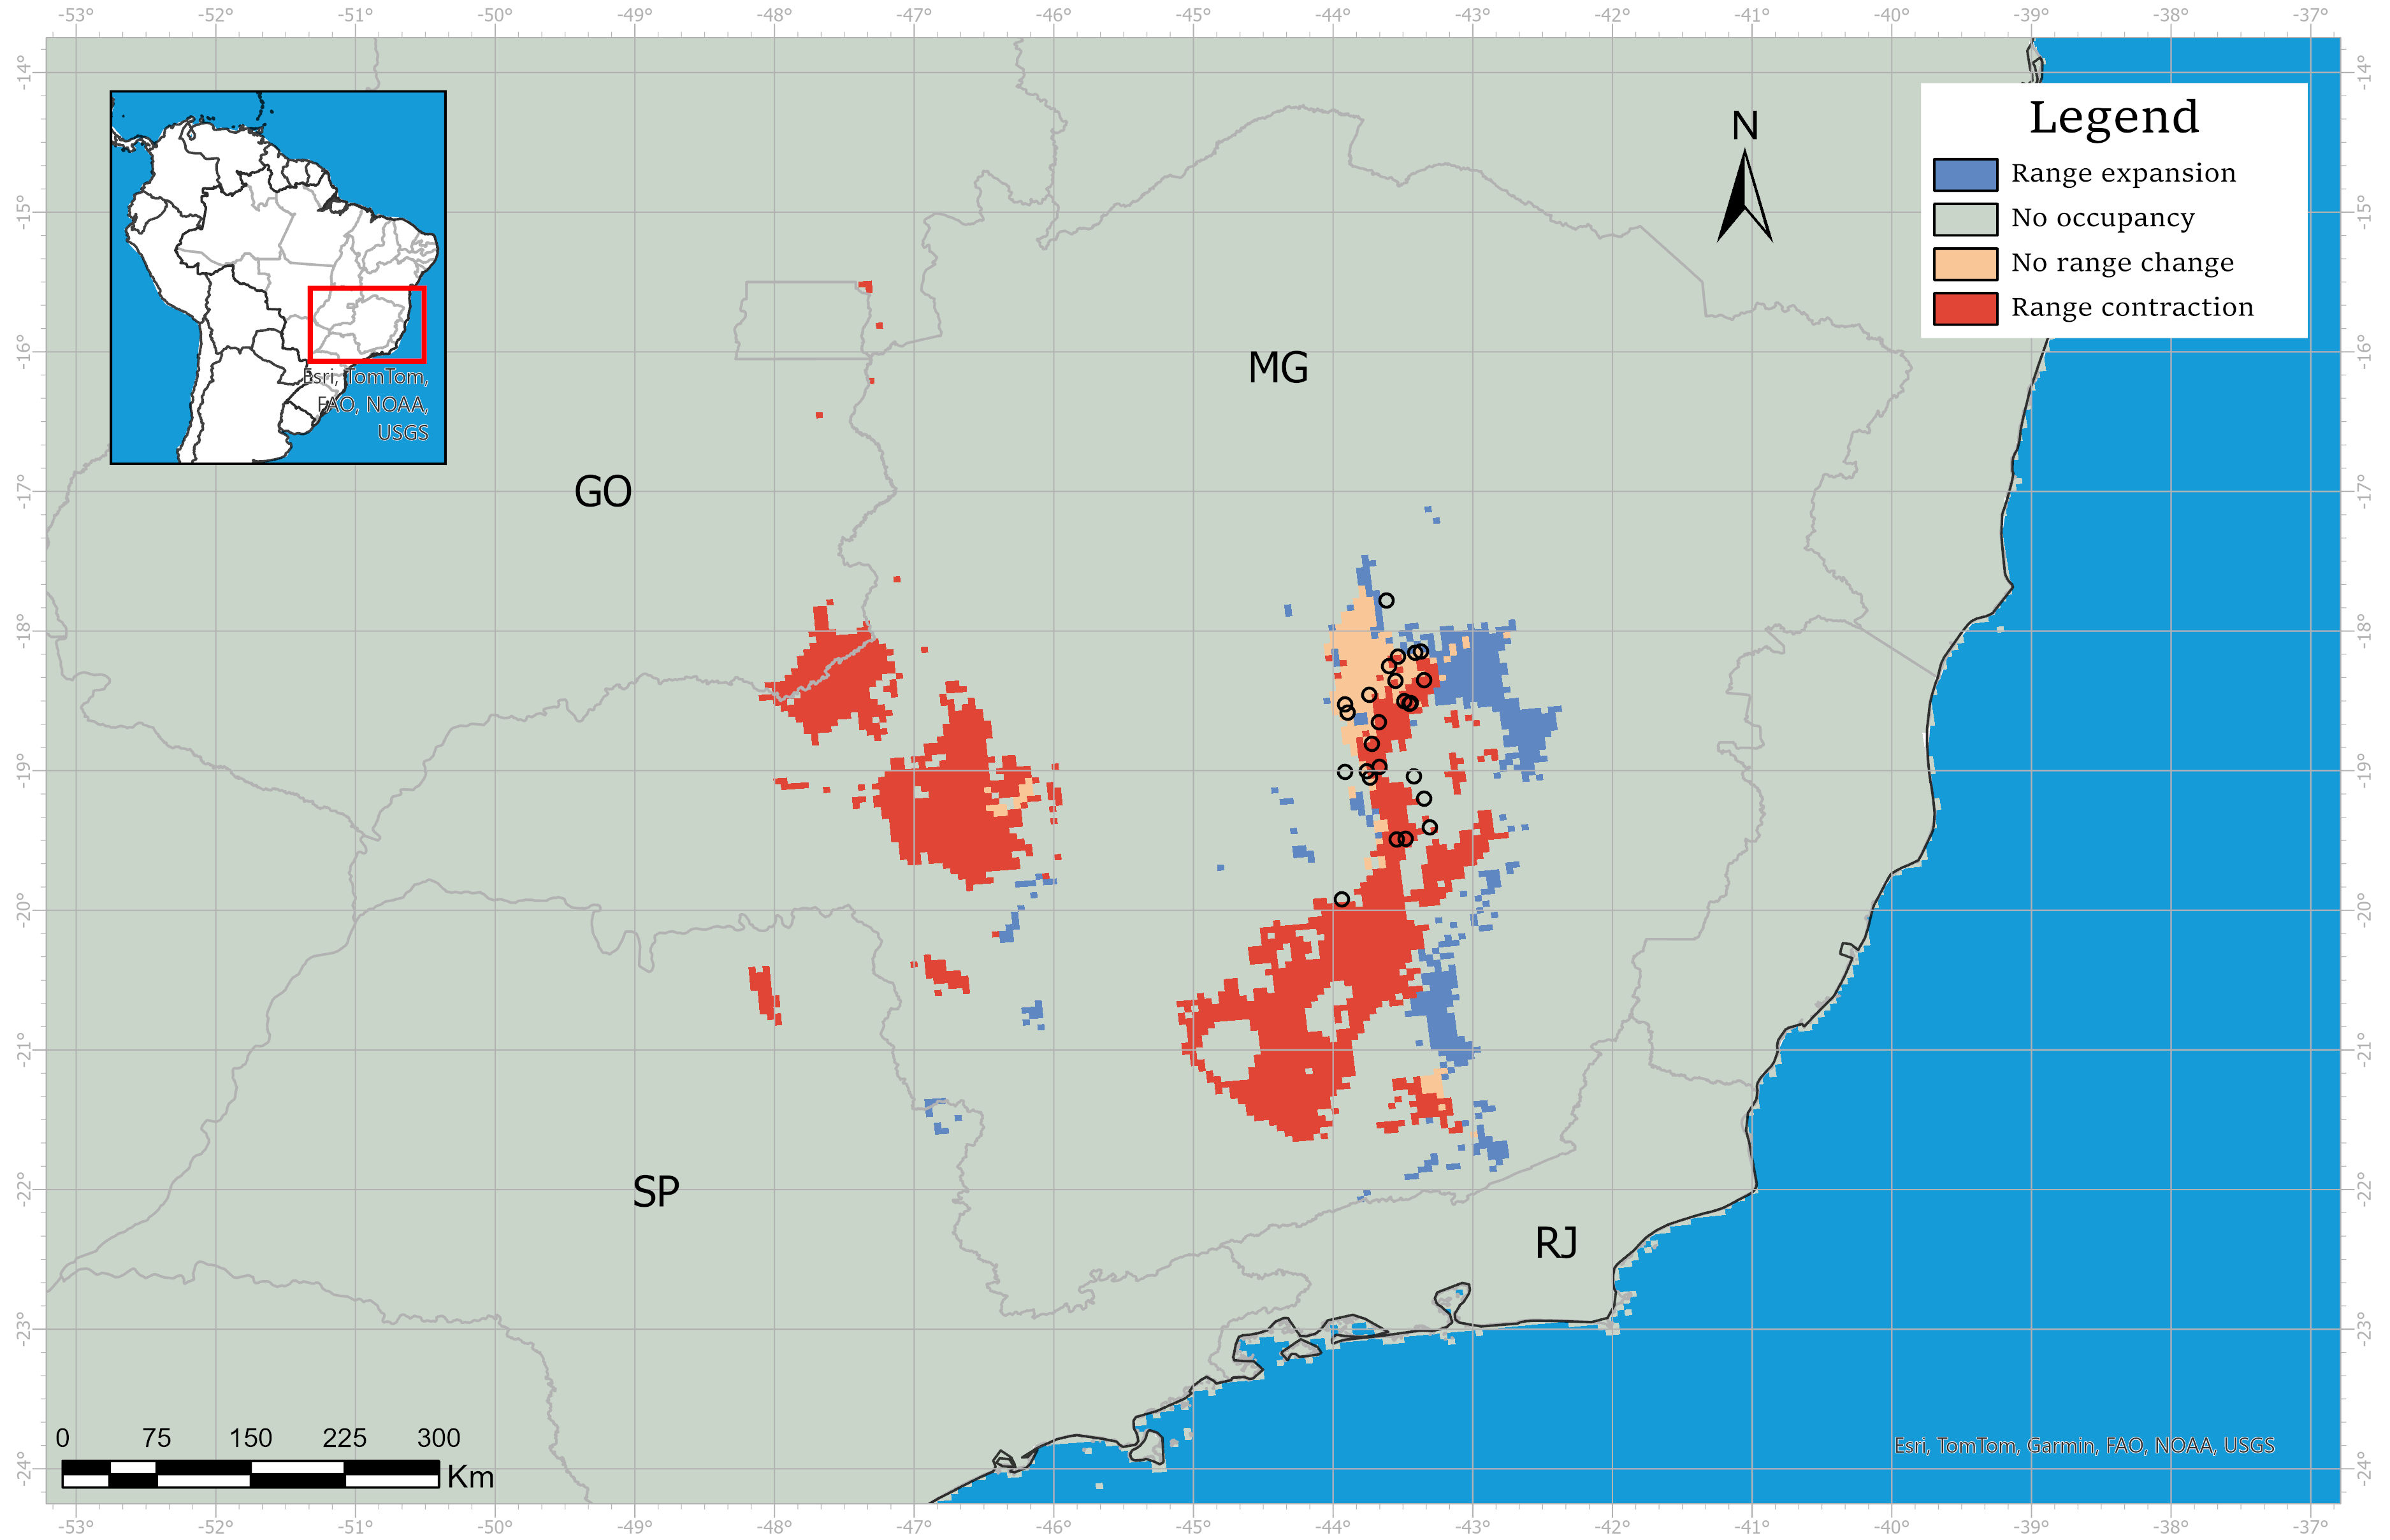 -53° -52° -51° -50° -49° -48° -47° -46° -45° -44° -43° -42° -41° -40° -39° -38° -37°
-14° -14°
Legend
N
Range expansion
No occupancy
No range change
Range contraction
-15° -15°
-16° -16°
MG
Esri, TomTom,
FAO, NOAA,
USGS
GO
-17° -17°
-18° -18°
-19° -19°
-20° -20°
-21° -21°
-22° -22°
SP
RJ
-23° -23°
0 75 150 225 300
Km
Esri, TomTom, Garmin, FAO, NOAA, USGS
-24° -24°
-53° -52° -51° -50° -49° -48° -47° -46° -45° -44° -43° -42° -41° -40° -39° -38° -37°